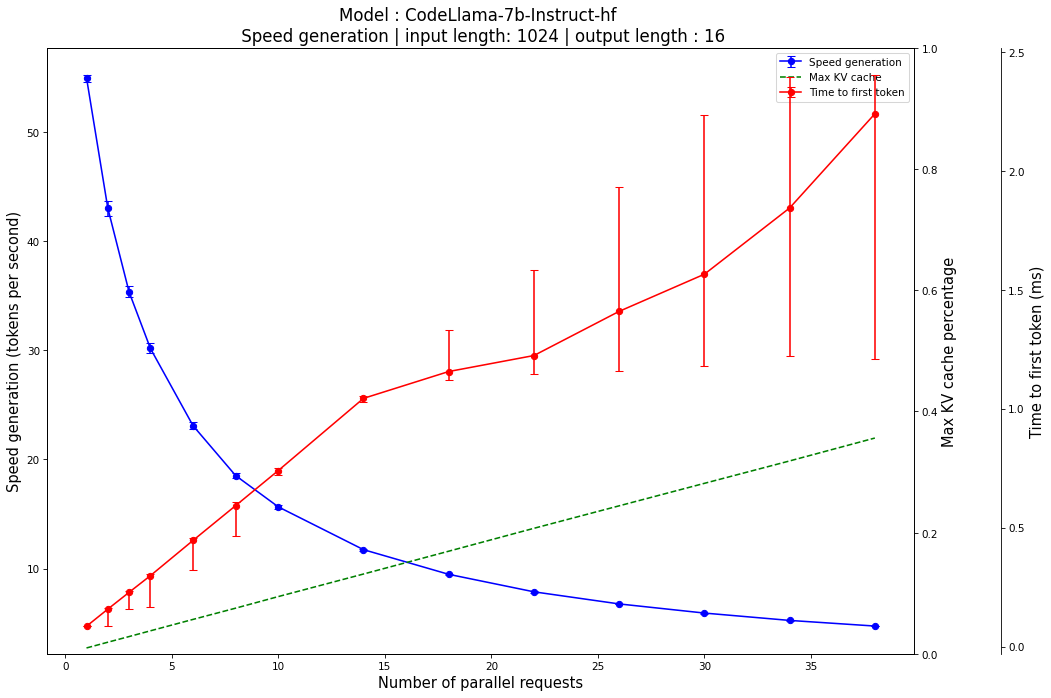 Model : CodeLlama-7b-Instruct-hf
Speed generation | input length: 1024 | output length : 16
Speed generation
Max KV cache
Time to first token
Speed generation (tokens per second)
50
40
30
20
10
1.0
0.8
0.6
0.4
0.2
0.0
Max KV cache percentage
2.5
2.0
1.5
1.0
0.5
0.0
Time to first token (ms)
0 5 10 15 20 25 30 35
Number of parallel requests